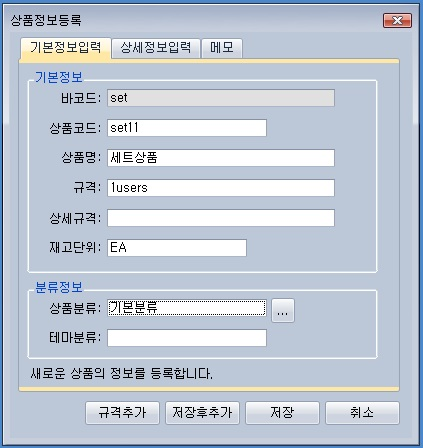 상품정보등록
기본정보입력 상세정보입력 메모
기본정보
바코드: set
상품코드: set11
상품명: 세트상품
규격: 1users
상세규격:
재고단위: EA
분류정보
상품분류: 기본분류 ...
테마분류:
새로운 상품의 정보를 등록합니다.
규격추가 저장후추가 저장 취소